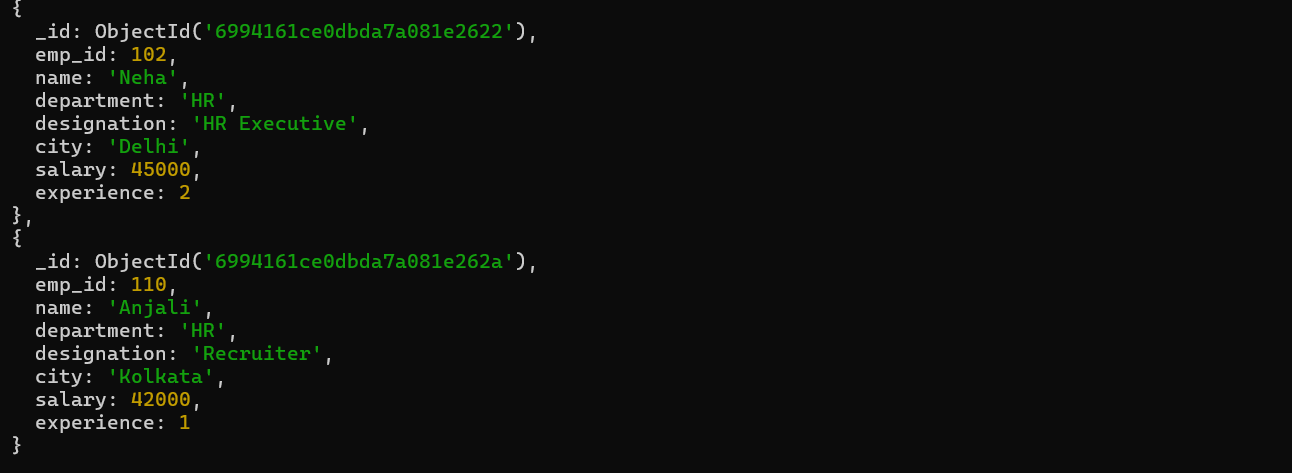 {
  _id: ObjectId('6994161ce0dbda7a081e2622'),
  emp_id: 102,
  name: 'Neha',
  department: 'HR',
  designation: 'HR Executive',
  city: 'Delhi',
  salary: 45000,
  experience: 2
},
{
  _id: ObjectId('6994161ce0dbda7a081e262a'),
  emp_id: 110,
  name: 'Anjali',
  department: 'HR',
  designation: 'Recruiter',
  city: 'Kolkata',
  salary: 42000,
  experience: 1
}